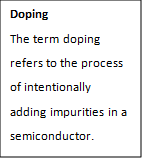 Doping
The term doping
refers to the process
of intentionally
adding impurities in a
semiconductor.